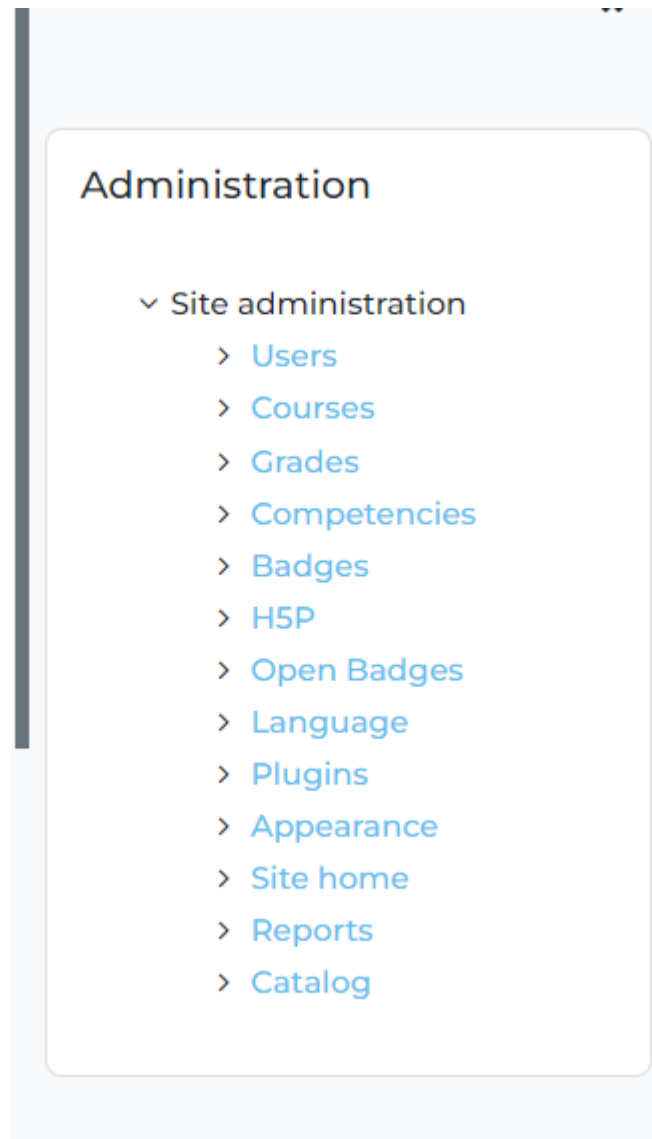 Administration
Site administration
Users
Courses
Grades
Competencies
Badges
H5P
Open Badges
Language
Plugins
Appearance
Site home
Reports
Catalog